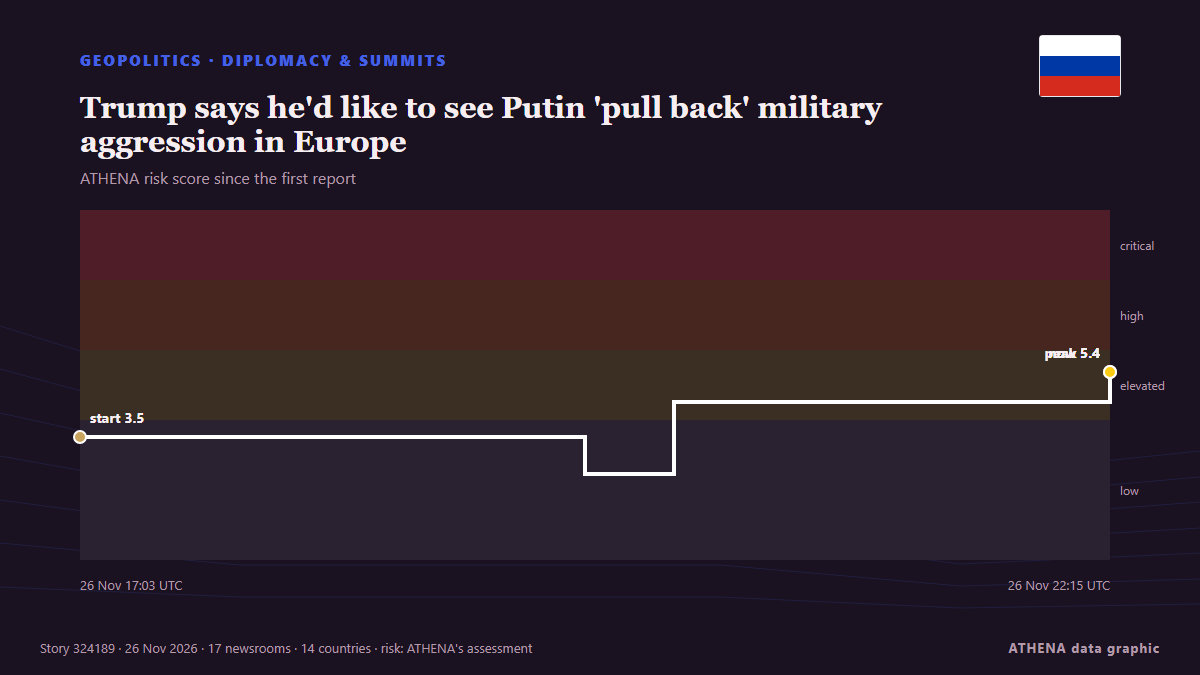 GEOPOLITICS · DIPLOMACY & SUMMITS
Trump says he'd like to see Putin 'pull back' military
aggression in Europe
ATHENA risk score since the first report
critical
high
peak 5.4
elevated
start 3.5
low
26 Nov 17:03 UTC
26 Nov 22:15 UTC
Story 324189 · 26 Nov 2026 · 17 newsrooms · 14 countries · risk: ATHENA's assessment
ATHENA data graphic